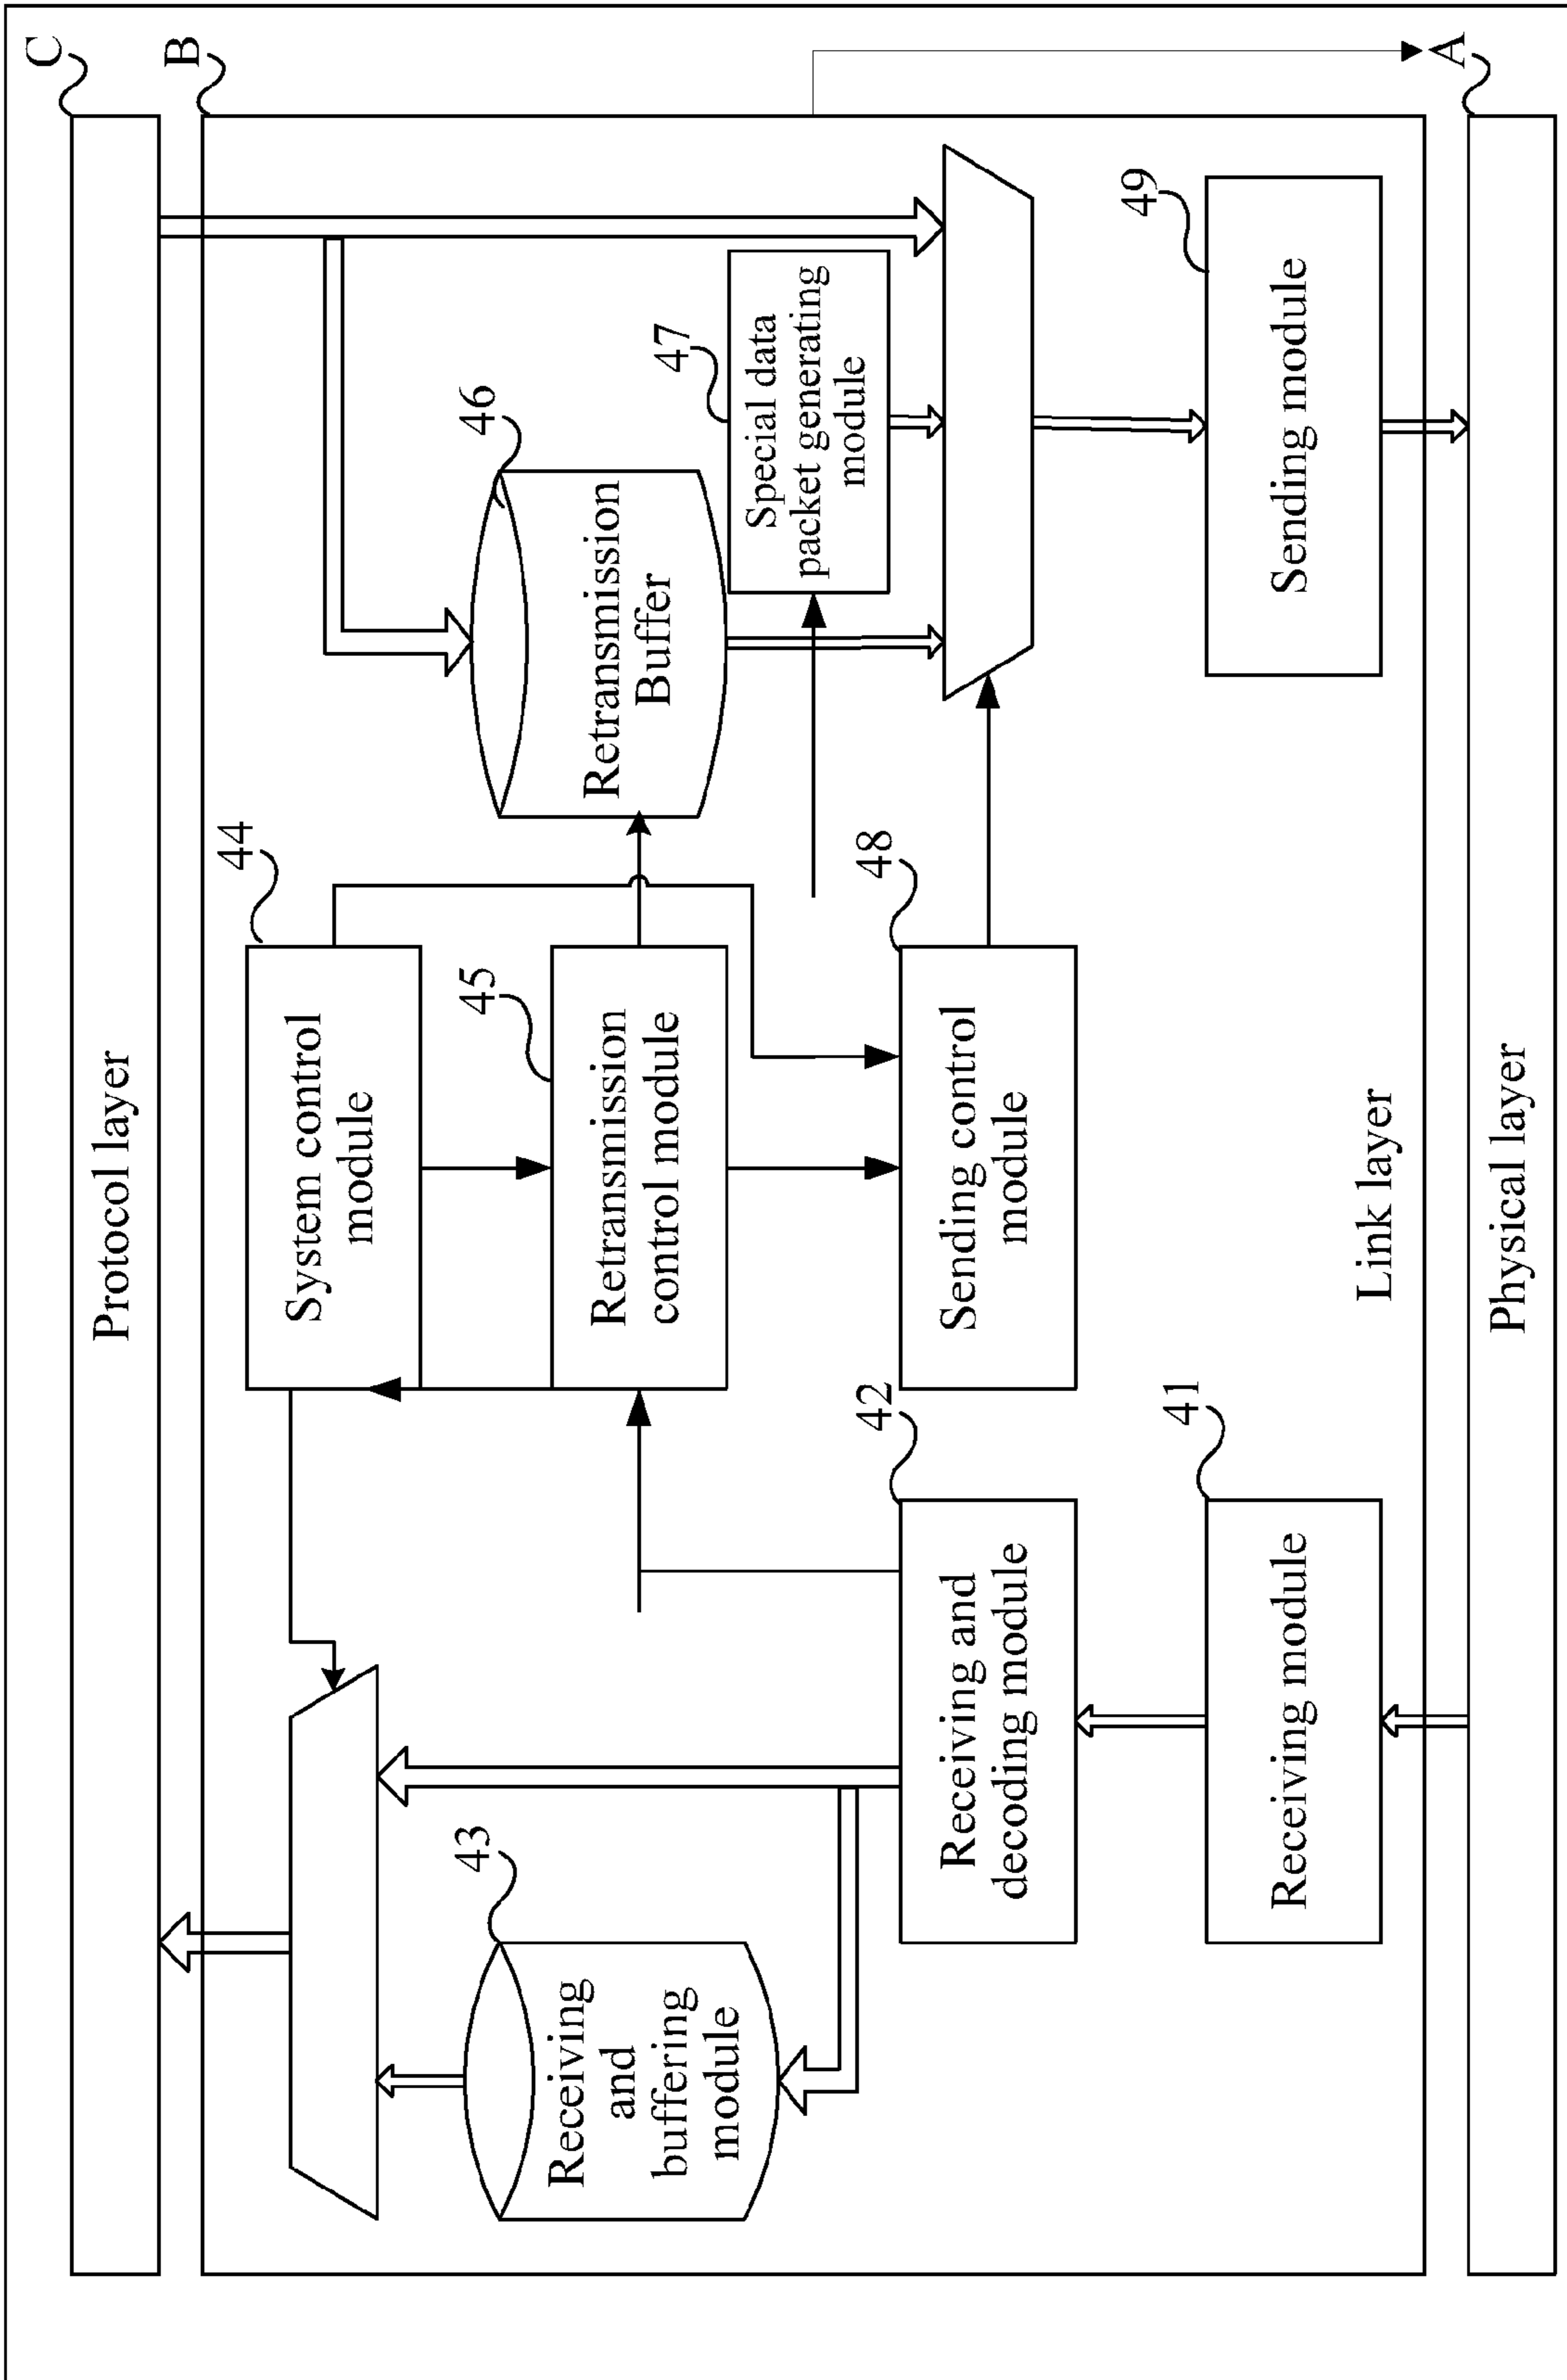 C
Protocol layer
B
44
System control
module
46
Retransmission
Buffer
43
Receiving
and
buffering
module
45
Retransmission
control module
47
Special data
packet generating
module
42
Receiving and
decoding module
48
Sending control
module
41
Receiving module
49
Sending module
Link layer
A
Physical layer